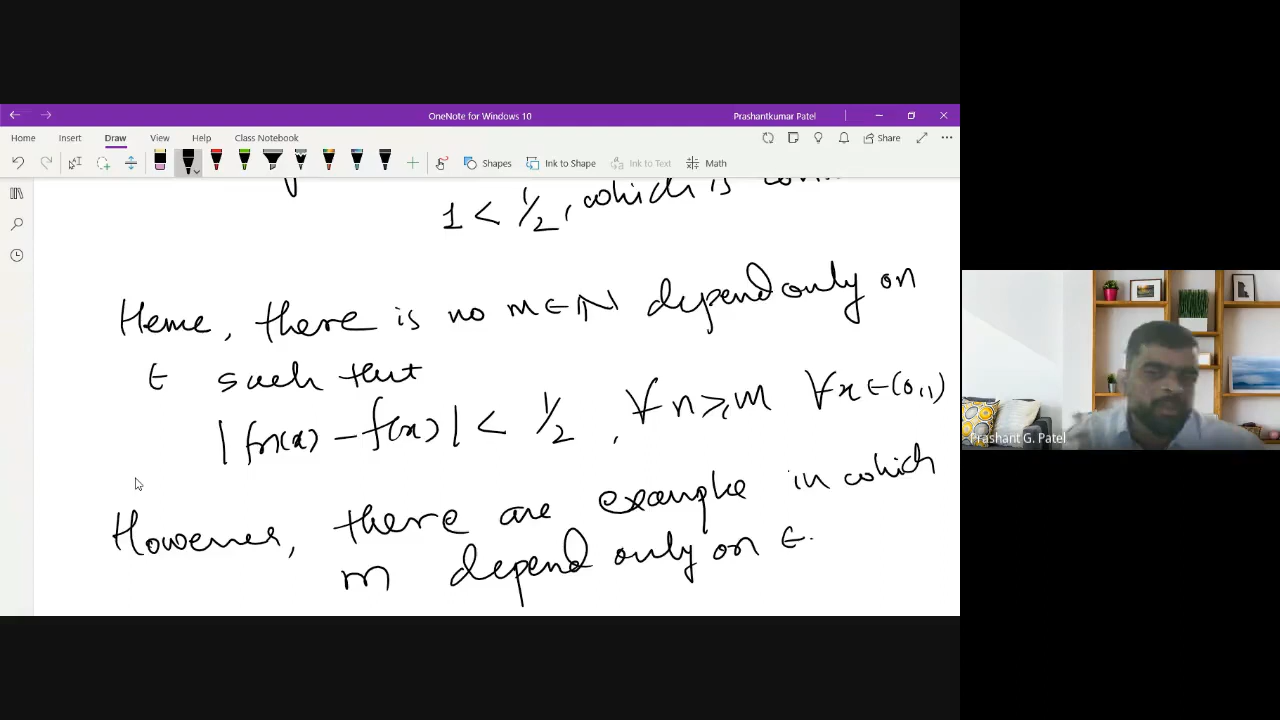 OneNote for Windows 10
Prashantkumar Patel
Home Insert Draw View Help Class Notebook
Share
Shapes Ink to Shape Ink to Text Math
1 < 1/2, which is
Hence, there is no m ∈ ℕ depend only on
ϵ such that
|fn(x) - f(x)| < 1/2, ∀ n ≥ m ∀ x ∈ (0,1)
However, there are example in which
m depend only on ϵ.
Prashant G. Patel